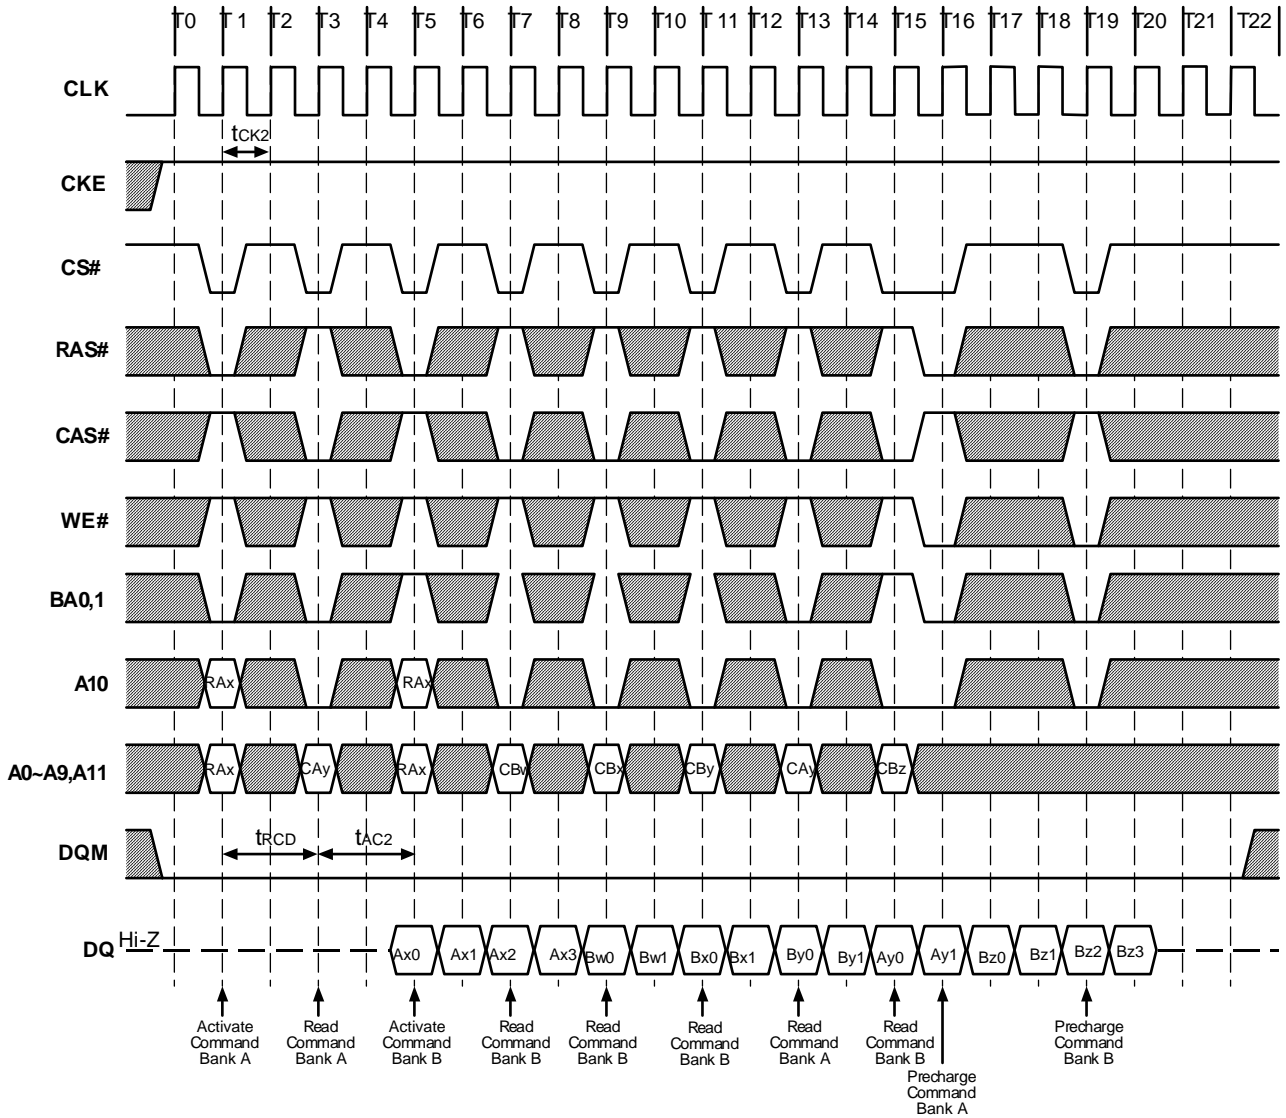 T0 T1 T2 T3 T4 T5 T6 T7 T8 T9 T10 T11 T12 T13 T14 T15 T16 T17 T18 T19 T20 T21 T22
CLK
tCK2
CKE
CS#
RAS#
CAS#
WE#
BA0,1
A10 RAx RAx
A0~A9,A11 RAx CAy RAx CBw CBx CBy CAy CBz
tRCD tAC2
DQM
DQ Hi-Z Ax0 Ax1 Ax2 Ax3 Bw0 Bw1 Bx0 Bx1 By0 By1 Ay0 Ay1 Bz0 Bz1 Bz2 Bz3
Activate Command Bank A
Read Command Bank A
Activate Command Bank B
Read Command Bank B
Read Command Bank B
Read Command Bank B
Read Command Bank A
Read Command Bank B
Precharge Command Bank A
Precharge Command Bank B